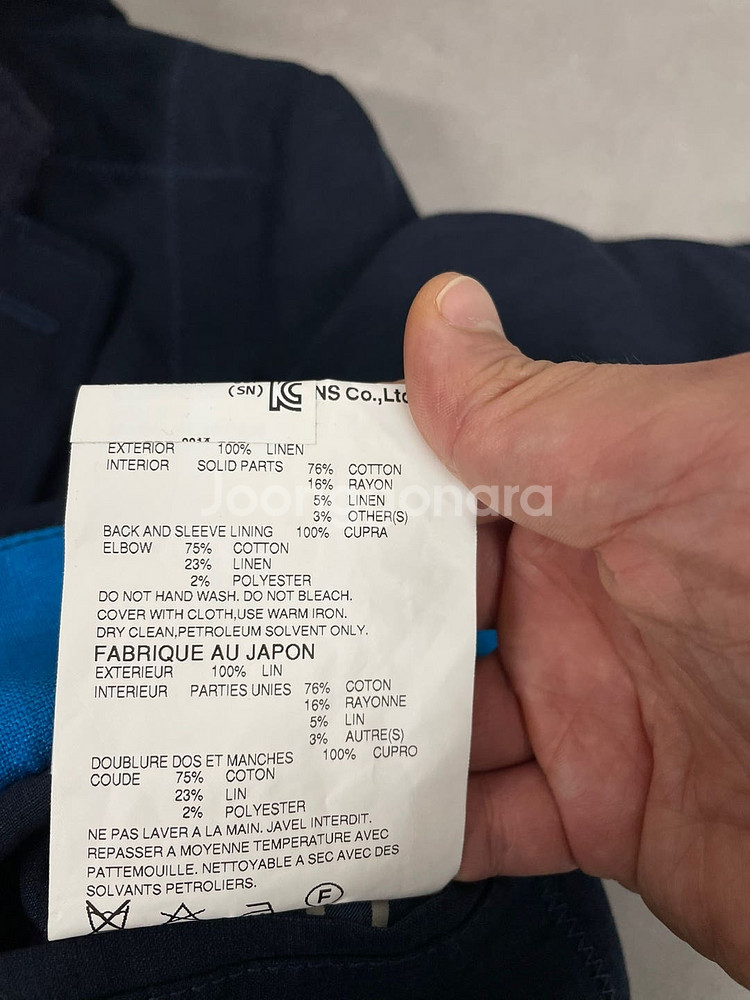 (SN) NS Co.,Ltd
EXTERIOR 100% LINEN
INTERIOR SOLID PARTS 76% COTTON
16% RAYON
5% LINEN
3% OTHER(S)
BACK AND SLEEVE LINING 100% CUPRA
ELBOW 75% COTTON
23% LINEN
2% POLYESTER
DO NOT HAND WASH. DO NOT BLEACH.
COVER WITH CLOTH,USE WARM IRON.
DRY CLEAN,PETROLEUM SOLVENT ONLY.
FABRIQUE AU JAPON
EXTERIEUR 100% LIN
INTERIEUR PARTIES UNIES 76% COTON
16% RAYONNE
5% LIN
3% AUTRE(S)
DOUBLURE DOS ET MANCHES 100% CUPRO
COUDE 75% COTON
23% LIN
2% POLYESTER
NE PAS LAVER A LA MAIN. JAVEL INTERDIT.
REPASSER A MOYENNE TEMPERATURE AVEC
PATTEMOUILLE. NETTOYABLE A SEC AVEC DES
SOLVANTS PETROLIERS.
F
Joonggonara